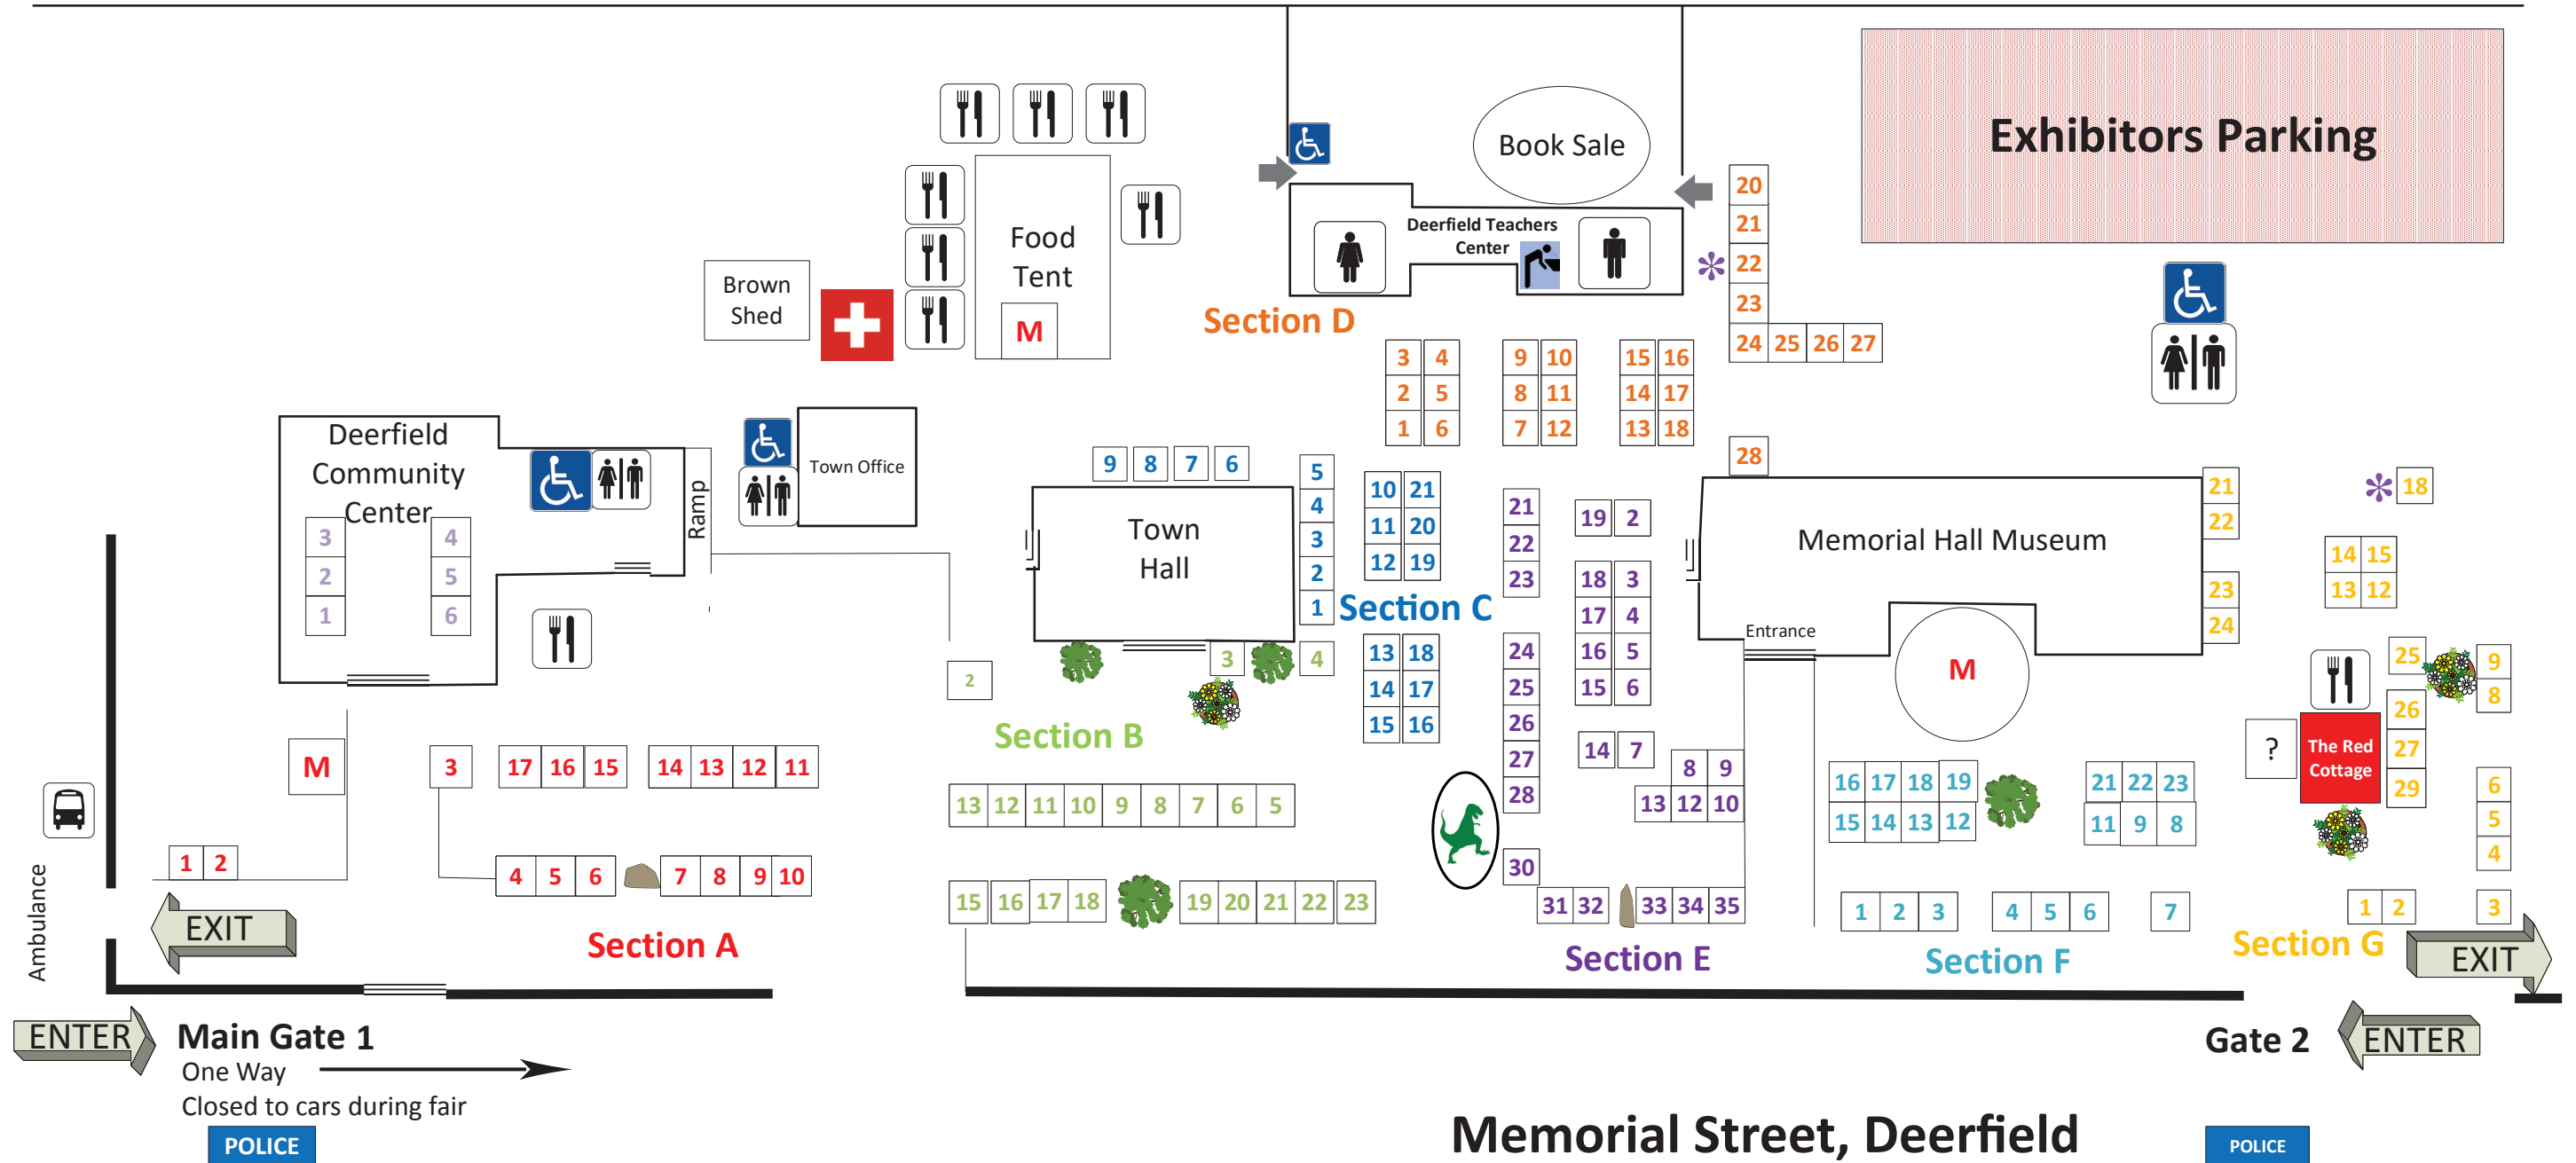 Exhibitors Parking
Book Sale
Deerfield Teachers
Center
20
21
22
23
24 25 26 27
Food
Tent
M
Brown
Shed
Section D
3 4 9 10 15 16
2 5 8 11 14 17
1 6 7 12 13 18
28
Deerfield
Community
Center
3 4
2 5
1 6
Ramp
Town Office
9 8 7 6
5
4
3
2
1
Town
Hall
10 21
11 20
12 19
Section C
13 18
14 17
15 16
21
22
23
24
25
26
27
28
30
19 2
18 3
17 4
16 5
15 6
14 7
8 9
13 12 10
31 32 33 34 35
Section E
Memorial Hall Museum
Entrance
M
21
22
23
24
18
14 15
13 12
25
9
8
26
27
29
6
5
4
?
The Red
Cottage
1 2 3
Section G
EXIT
2
3
4
Section B
13 12 11 10 9 8 7 6 5
15 16 17 18 19 20 21 22 23
M
3 17 16 15 14 13 12 11
1 2
4 5 6 7 8 9 10
Section A
EXIT
Ambulance
16 17 18 19 21 22 23
15 14 13 12 11 9 8
1 2 3 4 5 6 7
Section F
ENTER
Main Gate 1
One Way
Closed to cars during fair
POLICE
Gate 2
ENTER
Memorial Street, Deerfield
POLICE